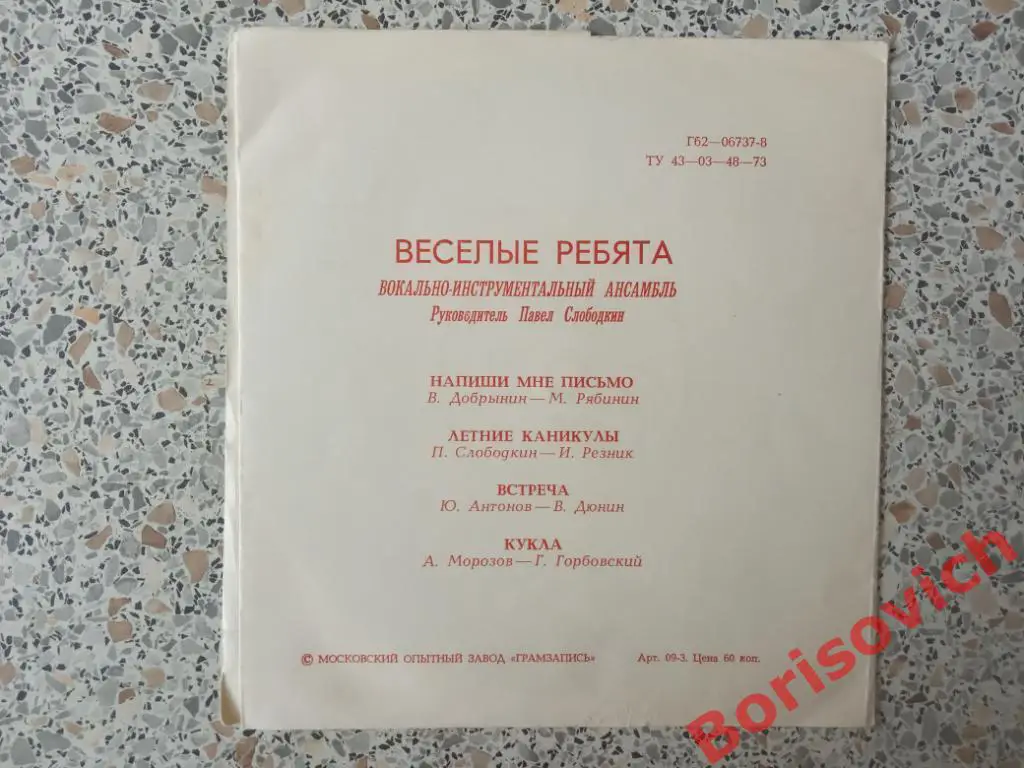 Г62—06737-8
ТУ 43—03—48—73
ВЕСЕЛЫЕ РЕБЯТА
ВОКАЛЬНО-ИНСТРУМЕНТАЛЬНЫЙ АНСАМБЛЬ
Руководитель Павел Слободкин
НАПИШИ МНЕ ПИСЬМО
В. Добрынин—М. Рябинин
ЛЕТНИЕ КАНИКУЛЫ
П. Слободкин—И. Резник
ВСТРЕЧА
Ю. Антонов—В. Дюнин
КУКЛА
А. Морозов—Г. Горбовский
© МОСКОВСКИЙ ОПЫТНЫЙ ЗАВОД «ГРАМЗАПИСЬ» Арт. 09-3. Цена 60 коп.
Borisovich